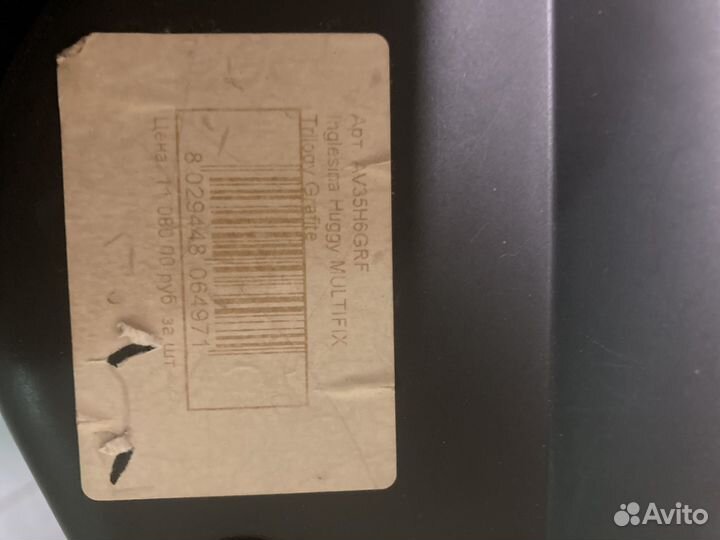 Арт. AV35H6GRF
Inglesina Huggy MULTIFIX
Trilogy Grafite
8 029448 064971
Цена: 11 080.00 руб за шт
Avito